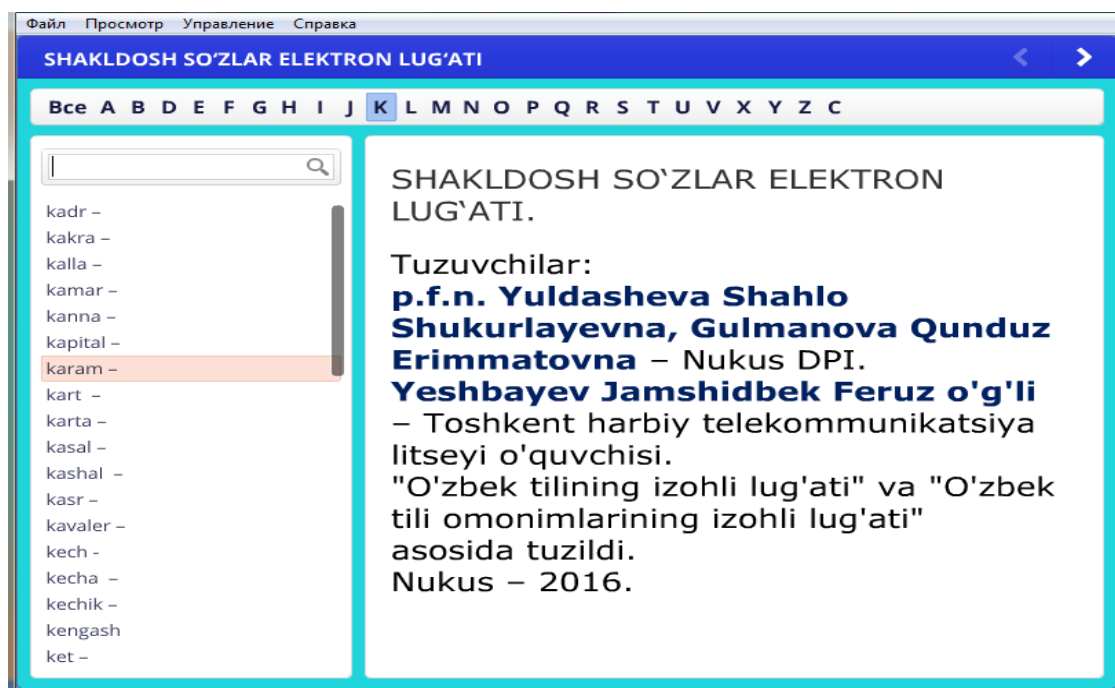 Файл Просмотр Управление Справка
SHAKLDOSH SO‘ZLAR ELEKTRON LUG‘ATI
Все A B D E F G H I J K L M N O P Q R S T U V X Y Z C
kadr –
kakra –
kalla –
kamar –
kanna –
kapital –
karam –
kart –
karta –
kasal –
kashal –
kasr –
kavaler –
kech -
kecha –
kechik –
kengash
ket –
SHAKLDOSH SO‘ZLAR ELEKTRON
LUG‘ATI.
Tuzuvchilar:
p.f.n. Yuldasheva Shahlo
Shukurlayevna, Gulmanova Qunduz
Erimmatovna – Nukus DPI.
Yeshbayev Jamshidbek Feruz o'g'li
– Toshkent harbiy telekommunikatsiya
litseyi o'quvchisi.
"O'zbek tilining izohli lug'ati" va "O'zbek
tili omonimlarining izohli lug'ati"
asosida tuzildi.
Nukus – 2016.